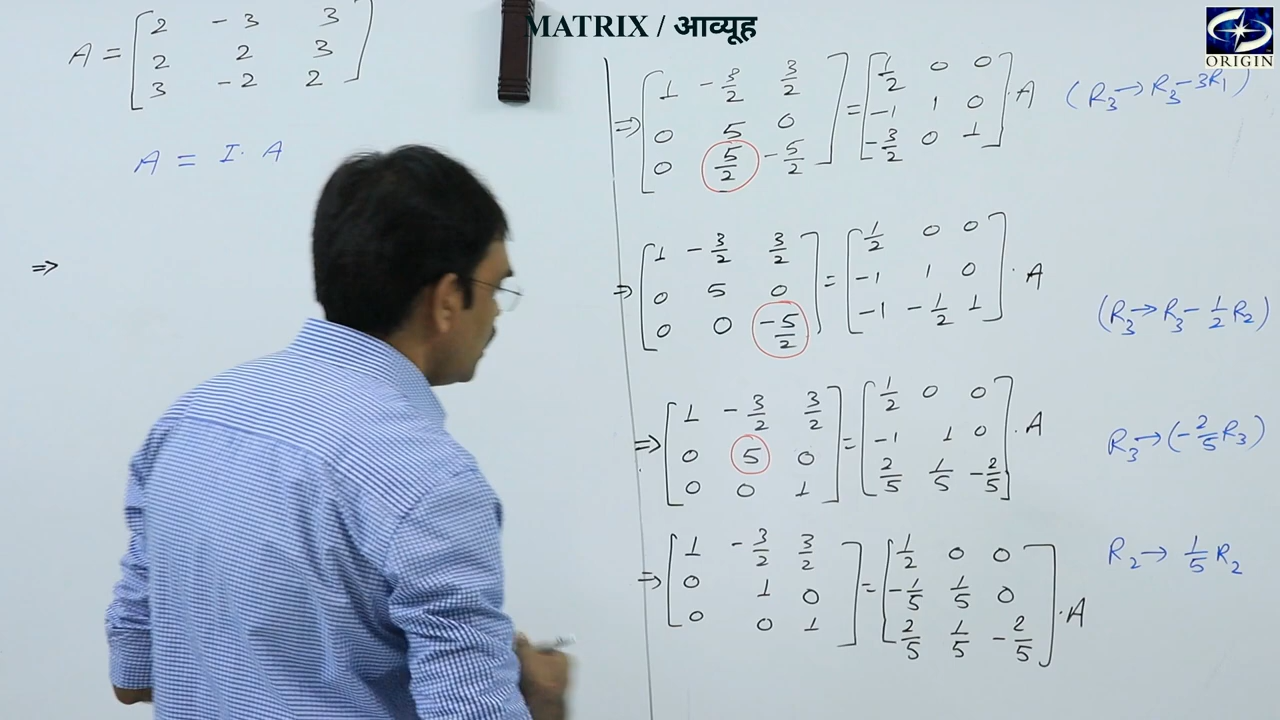 MATRIX / आव्यूह
ORIGIN
A = [ 2 - 3 3
2 2 3
3 - 2 2 ]
A = I · A
⇒
⇒ [ 1 - 3/2 3/2 ] = [ 1/2 0 0 ] · A (R3 → R3 - 3R1)
0 5 0 -1 1 0
0 5/2 - 5/2 - 3/2 0 1
⇒ [ 1 - 3/2 3/2 ] = [ 1/2 0 0 ] · A
0 5 0 -1 1 0
0 0 - 5/2 -1 - 1/2 1 (R3 → R3 - 1/2 R2)
⇒ [ 1 - 3/2 3/2 ] = [ 1/2 0 0 ] · A
0 5 0 -1 1 0 R3 → (- 2/5 R3)
0 0 1 2/5 1/5 - 2/5
⇒ [ 1 - 3/2 3/2 ] = [ 1/2 0 0 ] · A R2 → 1/5 R2
0 1 0 - 1/5 1/5 0
0 0 1 2/5 1/5 - 2/5